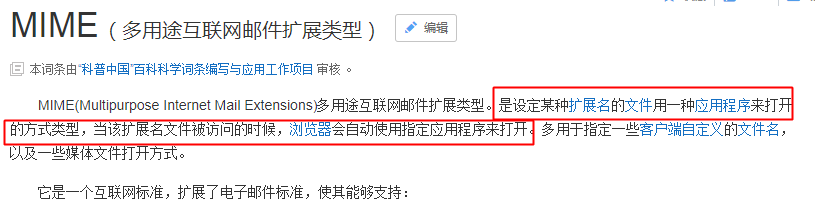 MIME（多用途互联网邮件扩展类型） 编辑
本词条由“科普中国”百科科学词条编写与应用工作项目 审核 。
MIME(Multipurpose Internet Mail Extensions)多用途互联网邮件扩展类型。是设定某种扩展名的文件用一种应用程序来打开
的方式类型，当该扩展名文件被访问的时候，浏览器会自动使用指定应用程序来打开。多用于指定一些客户端自定义的文件名，
以及一些媒体文件打开方式。
它是一个互联网标准，扩展了电子邮件标准，使其能够支持：